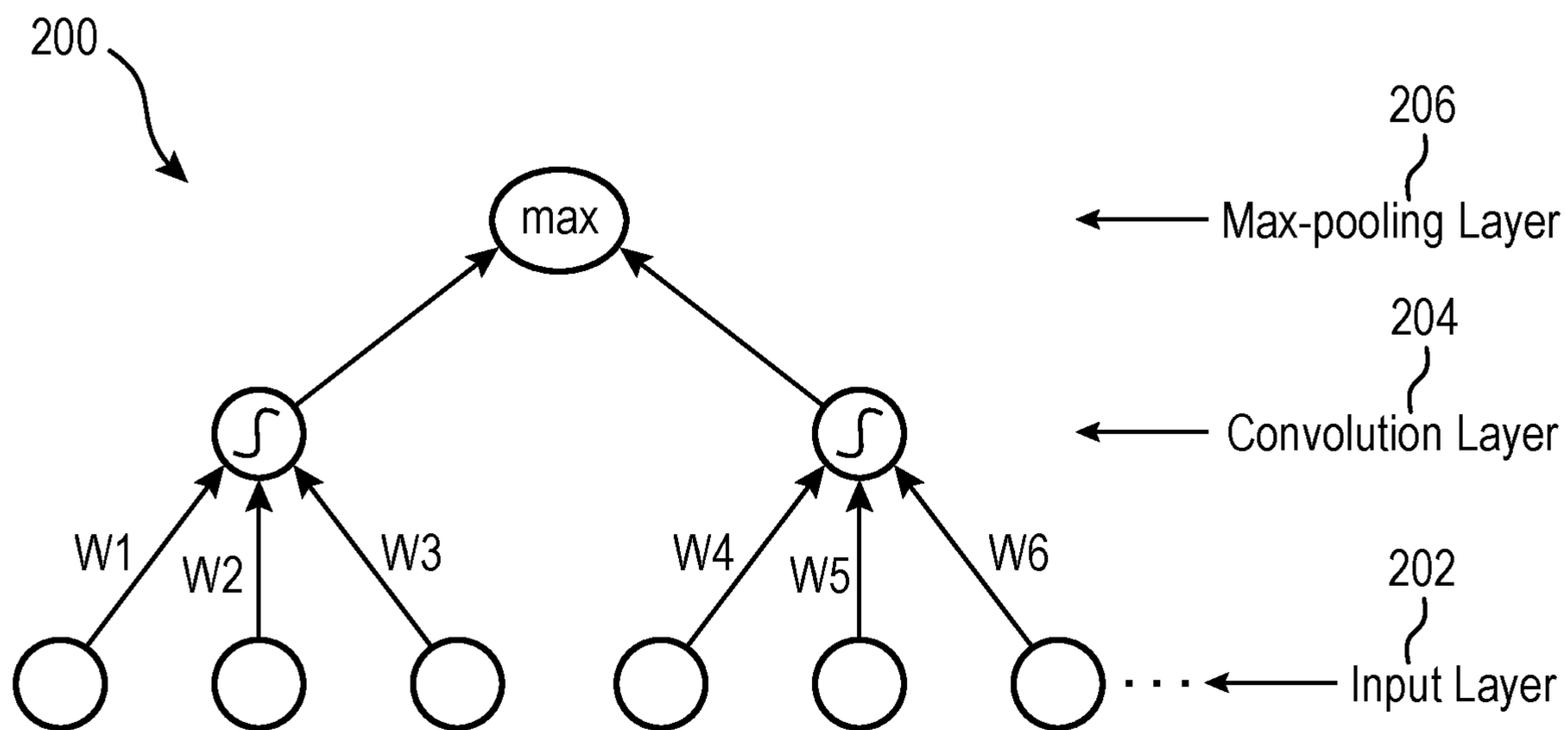 200
206
max
Max-pooling Layer
204
Convolution Layer
W1
W2
W3
W4
W5
W6
202
. . .
Input Layer